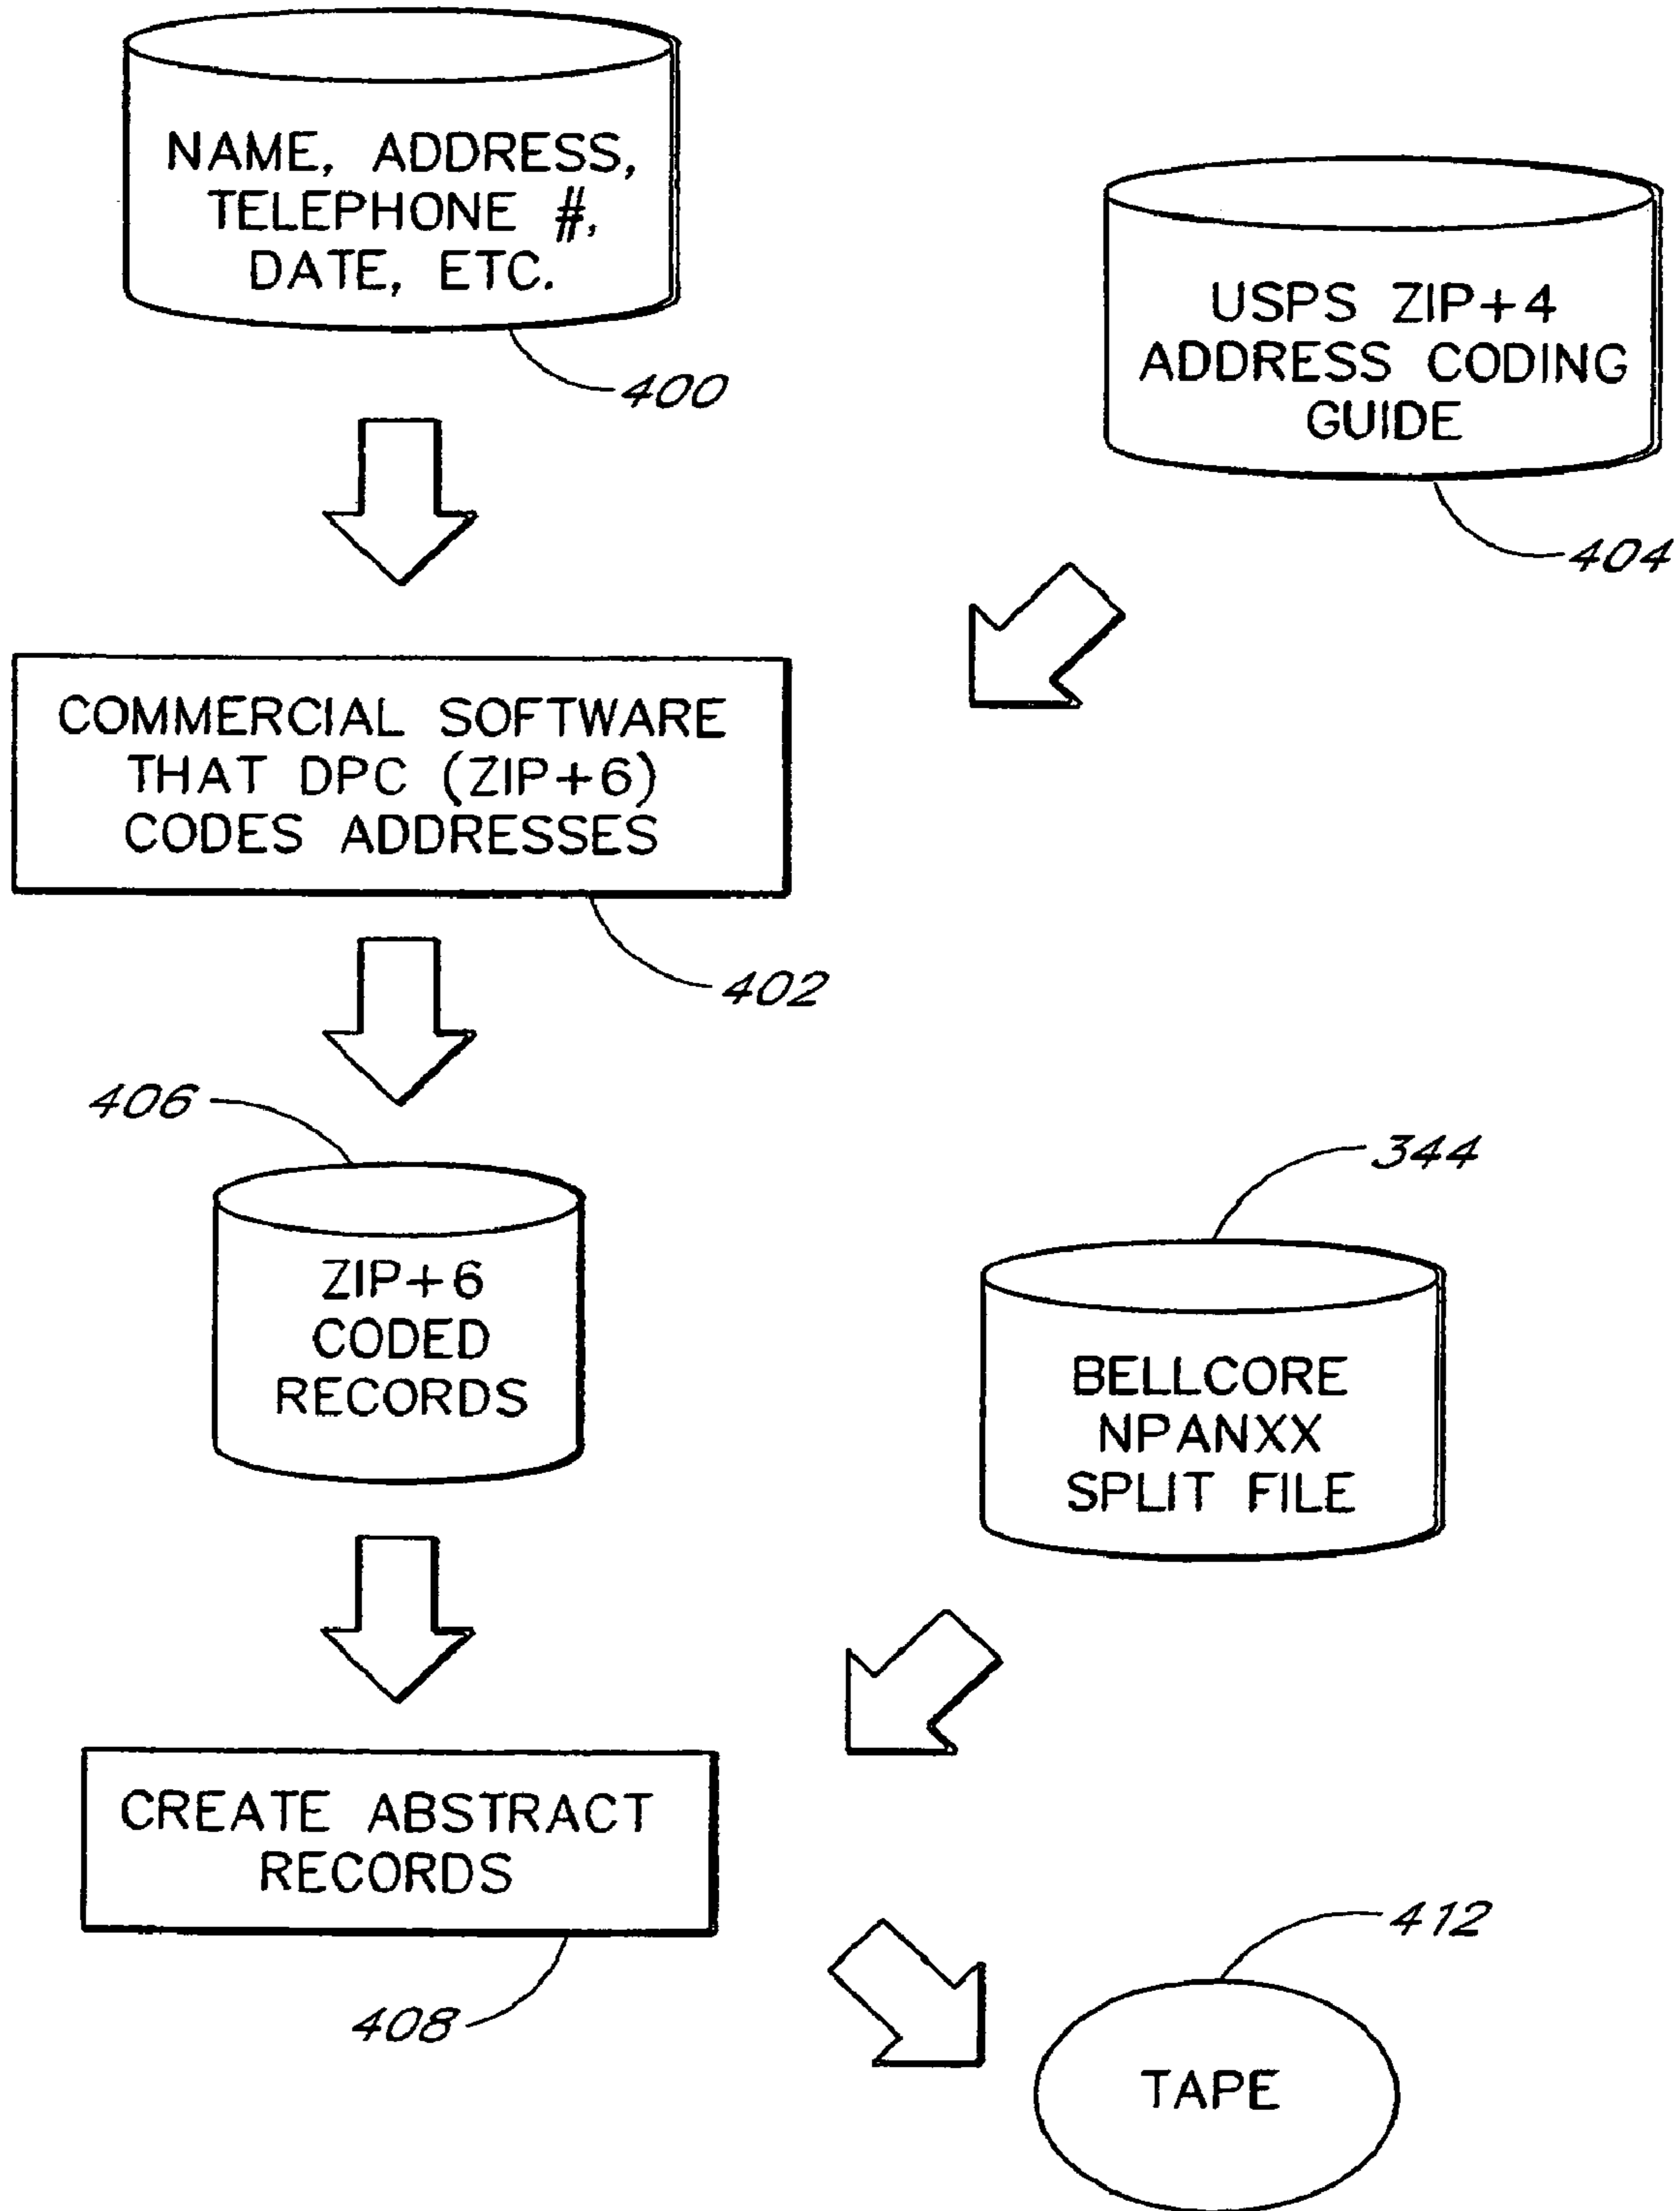 NAME, ADDRESS,
TELEPHONE #,
DATE, ETC.
400
USPS ZIP+4
ADDRESS CODING
GUIDE
404
COMMERCIAL SOFTWARE
THAT DPC (ZIP+6)
CODES ADDRESSES
402
406
ZIP+6
CODED
RECORDS
344
BELLCORE
NPANXX
SPLIT FILE
CREATE ABSTRACT
RECORDS
408
412
TAPE